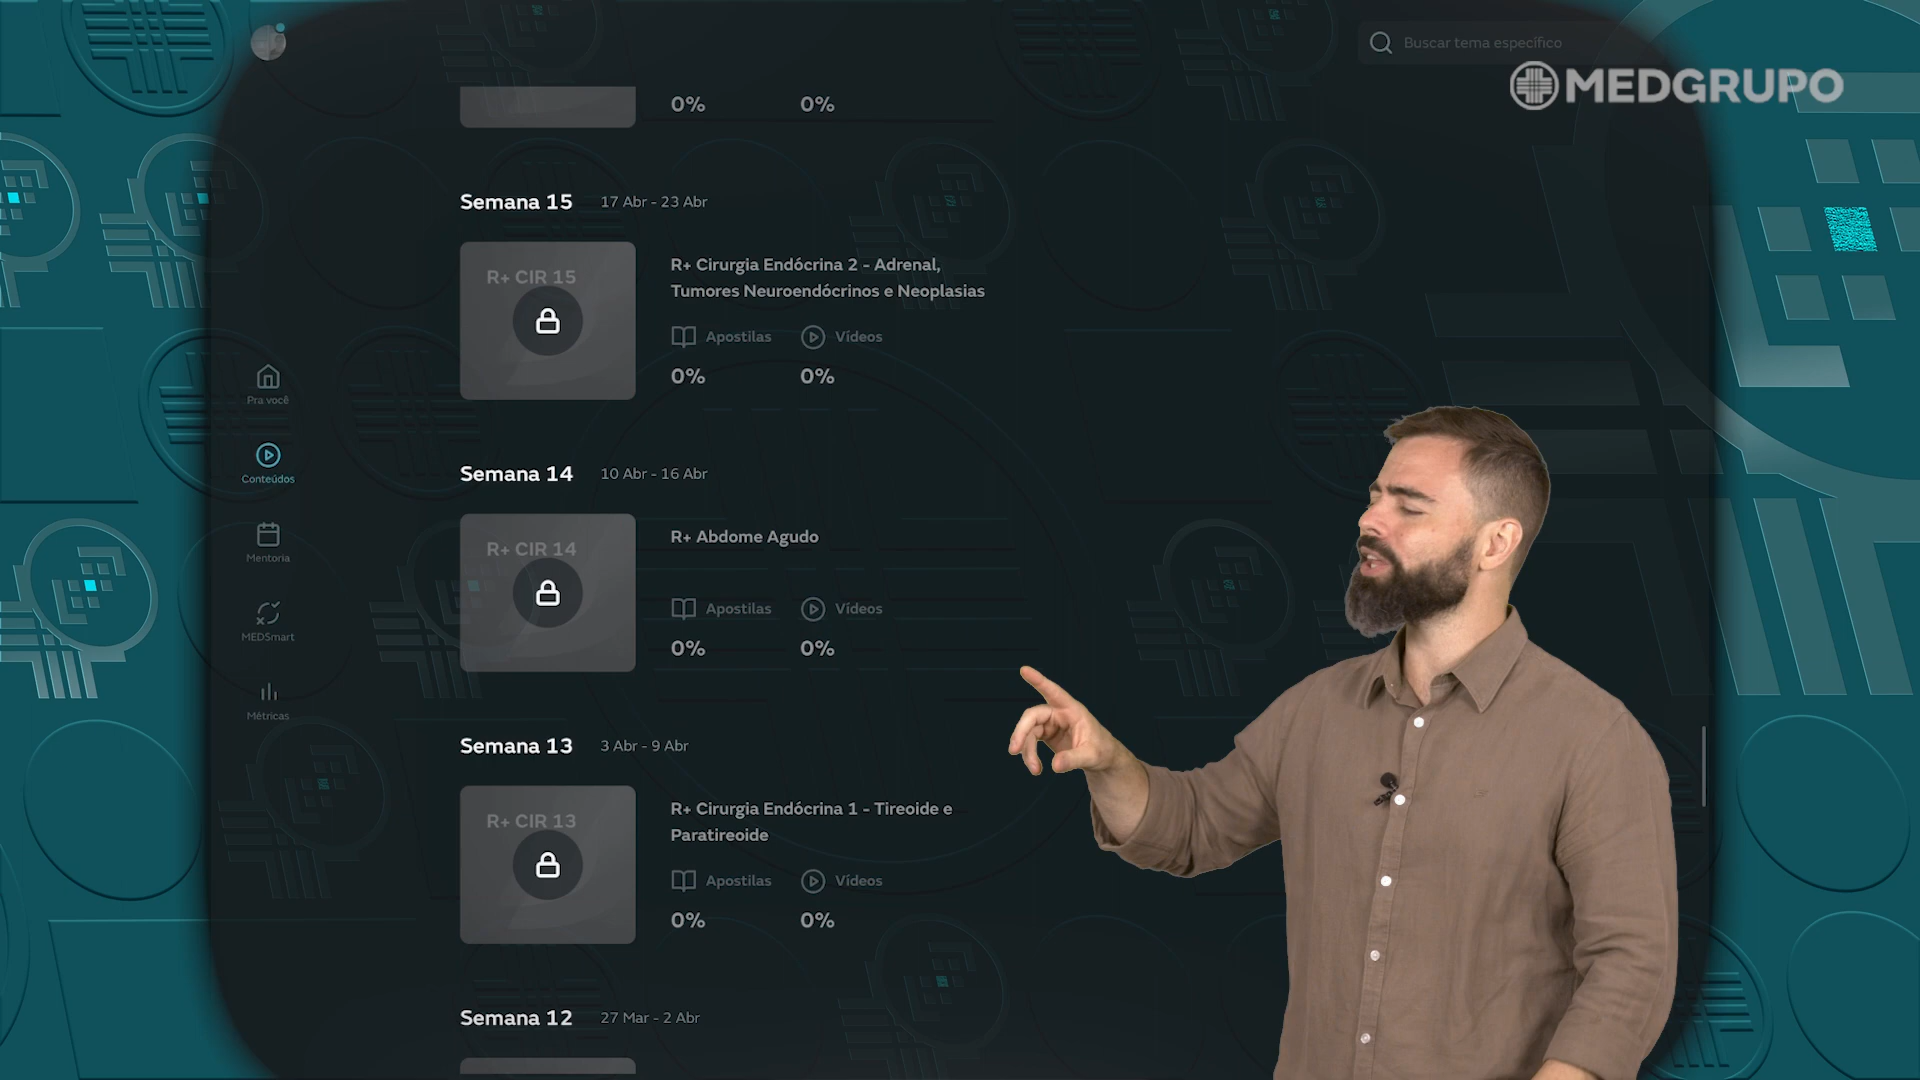 Buscar tema específico
MEDGRUPO
0% 0%
Semana 15 17 Abr - 23 Abr
R+ CIR 15
R+ Cirurgia Endócrina 2 - Adrenal,
Tumores Neuroendócrinos e Neoplasias
Apostilas Vídeos
0% 0%
Pra você
Conteúdos
Mentoria
MEDSmart
Métricas
Semana 14 10 Abr - 16 Abr
R+ CIR 14
R+ Abdome Agudo
Apostilas Vídeos
0% 0%
Semana 13 3 Abr - 9 Abr
R+ CIR 13
R+ Cirurgia Endócrina 1 - Tireoide e
Paratireoide
Apostilas Vídeos
0% 0%
Semana 12 27 Mar - 2 Abr